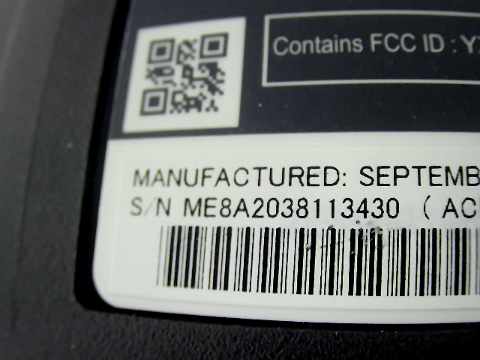 Contains FCC ID : Y
MANUFACTURED: SEPTEMB
S/N ME8A2038113430 ( AC